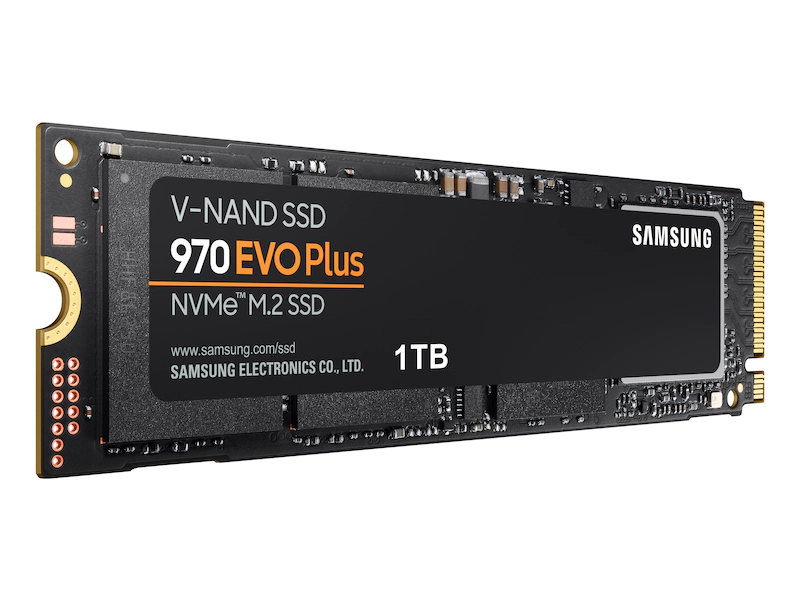 V-NAND SSD
970 EVO Plus
NVMe™ M.2 SSD
www.samsung.com/ssd
SAMSUNG ELECTRONICS CO., LTD.
1TB
SAMSUNG